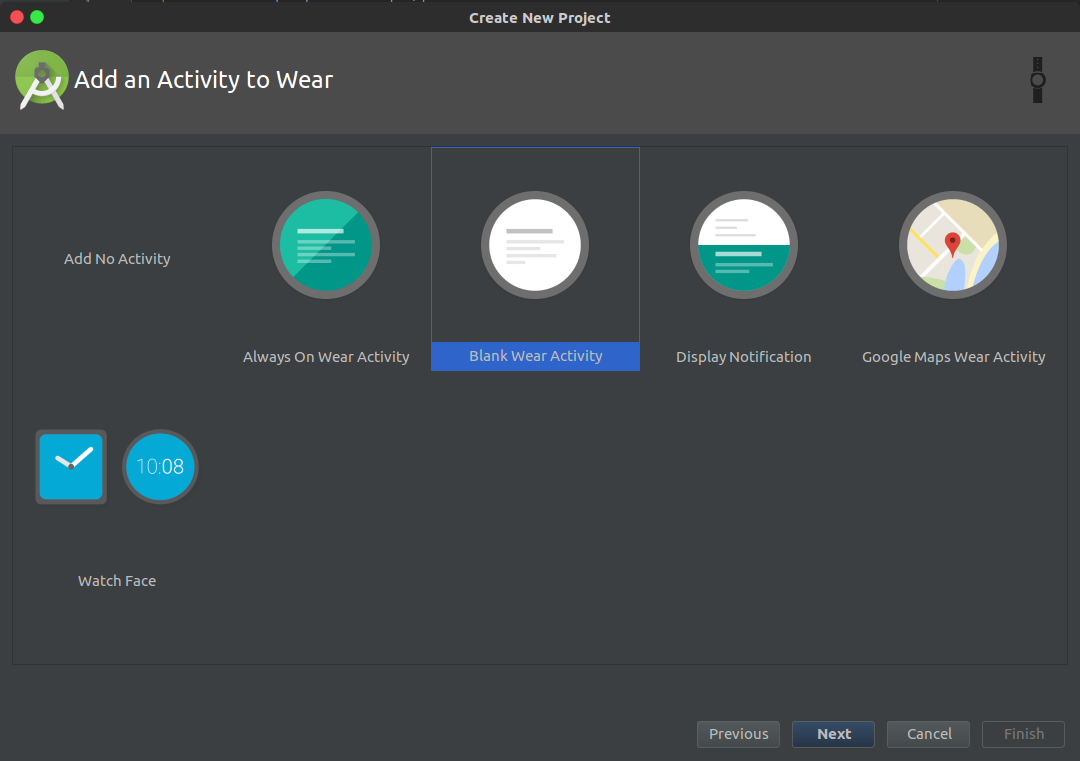 Create New Project
Add an Activity to Wear
Add No Activity
Always On Wear Activity
Blank Wear Activity
Display Notification
Google Maps Wear Activity
10:08
Watch Face
Previous
Next
Cancel
Finish